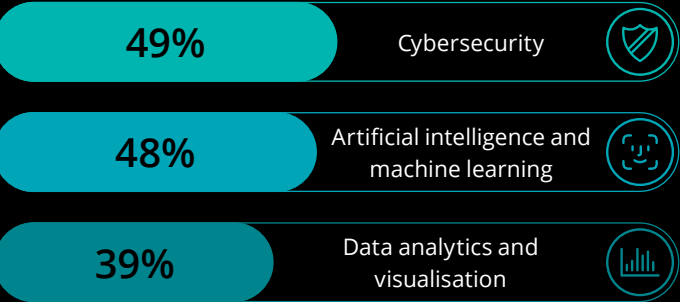 49%
Cybersecurity
48%
Artificial intelligence and
machine learning
39%
Data analytics and
visualisation